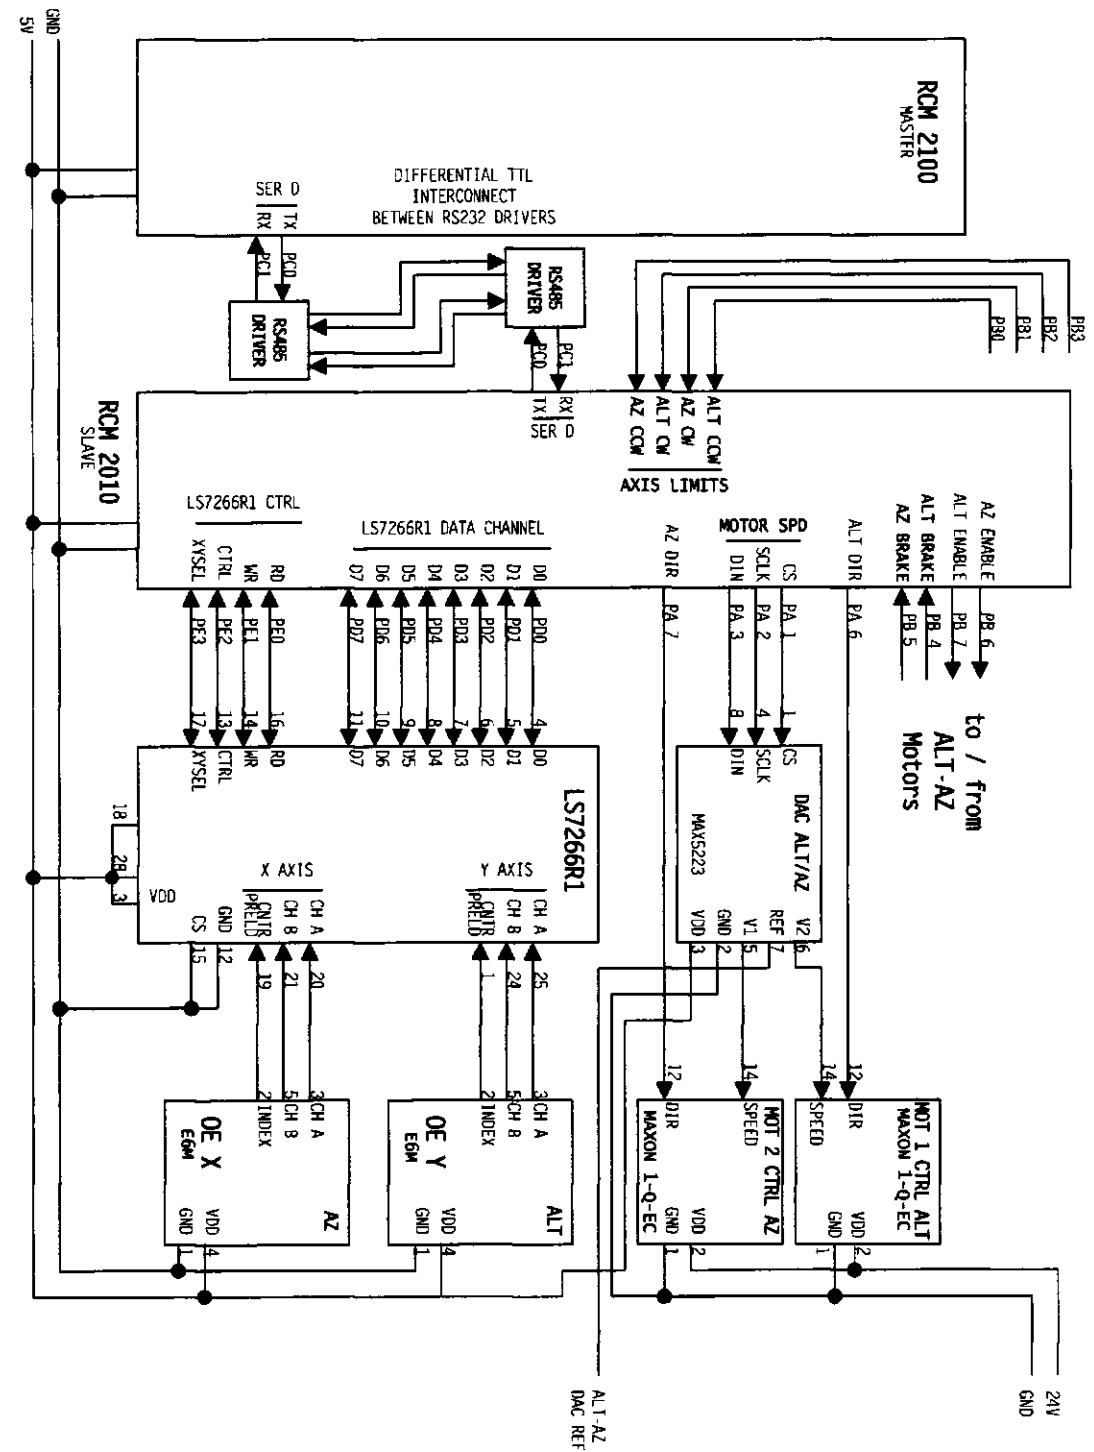 5V
GND
RCM 2100
MASTER
DIFFERENTIAL TTL
INTERCONNECT
BETWEEN RS232 DRIVERS
SER D
RX
TX
PC1
PC0
RS485
DRIVER
RS485
DRIVER
PC0
PC1
PB0
PB1
PB2
PB3
RCM 2010
SLAVE
TX
RX
SER D
AZ CCW
ALT CW
AZ CW
ALT CCW
AXIS LIMITS
LS7266R1 CTRL
XYSEL
CTRL
WR
RD
LS7266R1 DATA CHANNEL
D7
D6
D5
D4
D3
D2
D1
D0
AZ DIR
MOTOR SPD
DIN
SCLK
CS
ALT DIR
AZ BRAKE
ALT BRAKE
ALT ENABLE
AZ ENABLE
PE3
PE2
PE1
PE0
PD7
PD6
PD5
PD4
PD3
PD2
PD1
PD0
PA 7
PA 3
PA 2
PA 1
PA 6
PB 5
PB 4
PB 7
PB 6
to / from
ALT-AZ
Motors
17
13
14
16
11
10
9
8
7
6
5
4
8
4
1
XYSEL
CTRL
WR
RD
D7
D6
D5
D4
D3
D2
D1
D0
LS7266R1
18
28
3
VDD
X AXIS
Y AXIS
CS
GND
CNTR
PRELD
CH B
CH A
CNTR
PRELD
CH B
CH A
15
12
19
21
20
1
24
25
DIN
SCLK
CS
DAC ALT/AZ
MAX5223
VDD
GND
V1
REF
V2
3
2
5
7
6
12
14
14
12
2
5
3
2
5
3
INDEX
CH B
CH A
OE X
E6M
AZ
GND
VDD
1
4
INDEX
CH B
CH A
OE Y
E6M
ALT
GND
VDD
1
4
DIR
SPEED
MOT 2 CTRL AZ
MAXON 1-Q-EC
GND
VDD
1
2
SPEED
DIR
MOT 1 CTRL ALT
MAXON 1-Q-EC
GND
VDD
1
2
ALT-AZ
DAC REF
GND
24V